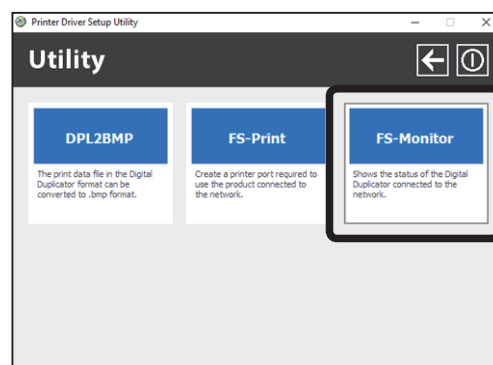 Printer Driver Setup Utility
Utility
DPL2BMP
The print data file in the Digital
Duplicator format can be
converted to .bmp format.
FS-Print
Create a printer port required to
use the product connected to
the network.
FS-Monitor
Shows the status of the Digital
Duplicator connected to the
network.